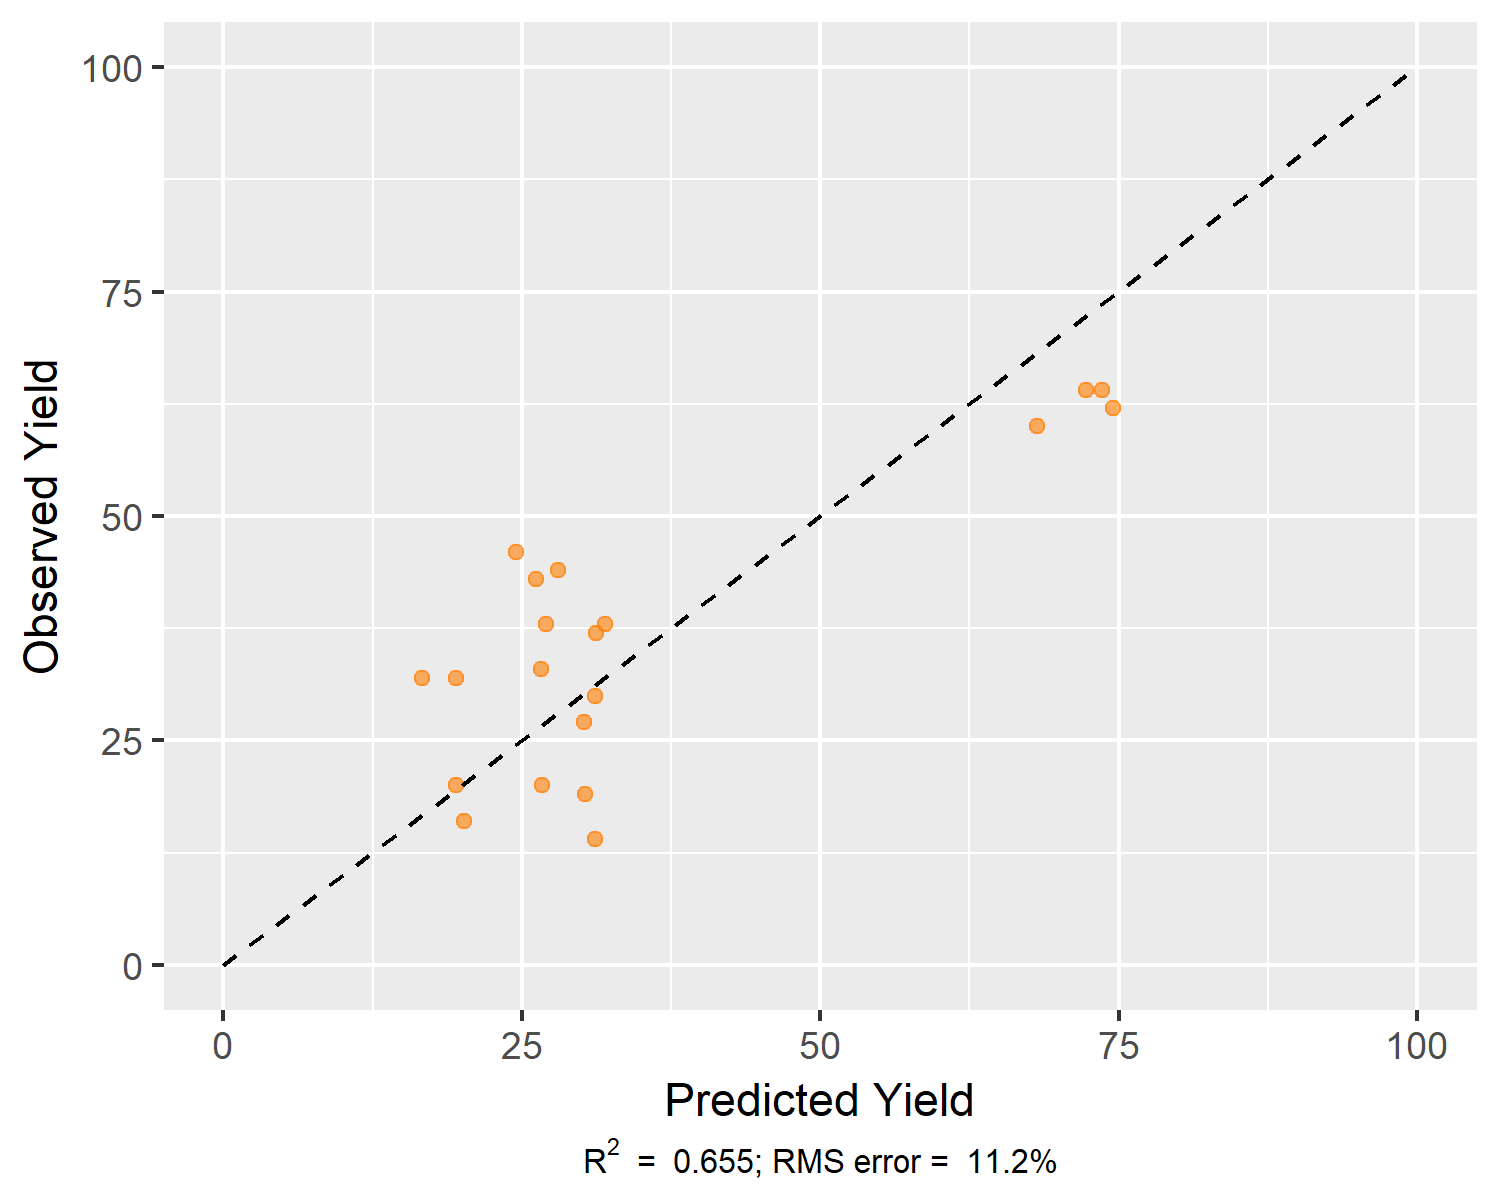 100
75
50
25
0
Observed Yield
0 25 50 75 100
Predicted Yield
R² = 0.655; RMS error = 11.2%